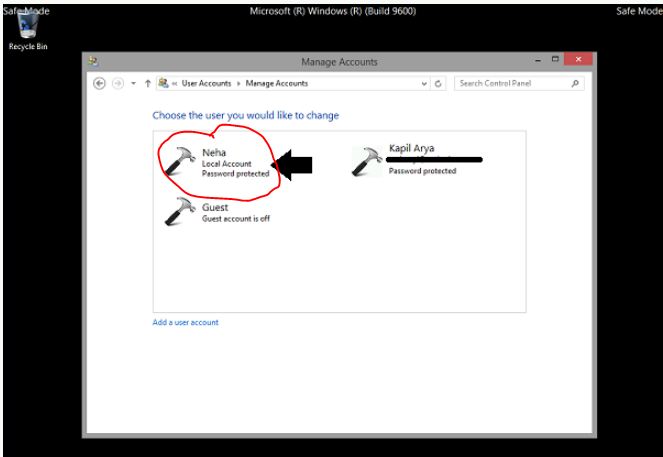 Safe Mode
Microsoft (R) Windows (R) (Build 9600)
Safe Mode
Recycle Bin
Manage Accounts
« User Accounts › Manage Accounts
Search Control Panel
Choose the user you would like to change
Neha
Local Account
Password protected
Kapil Arya
Password protected
Guest
Guest account is off
Add a user account